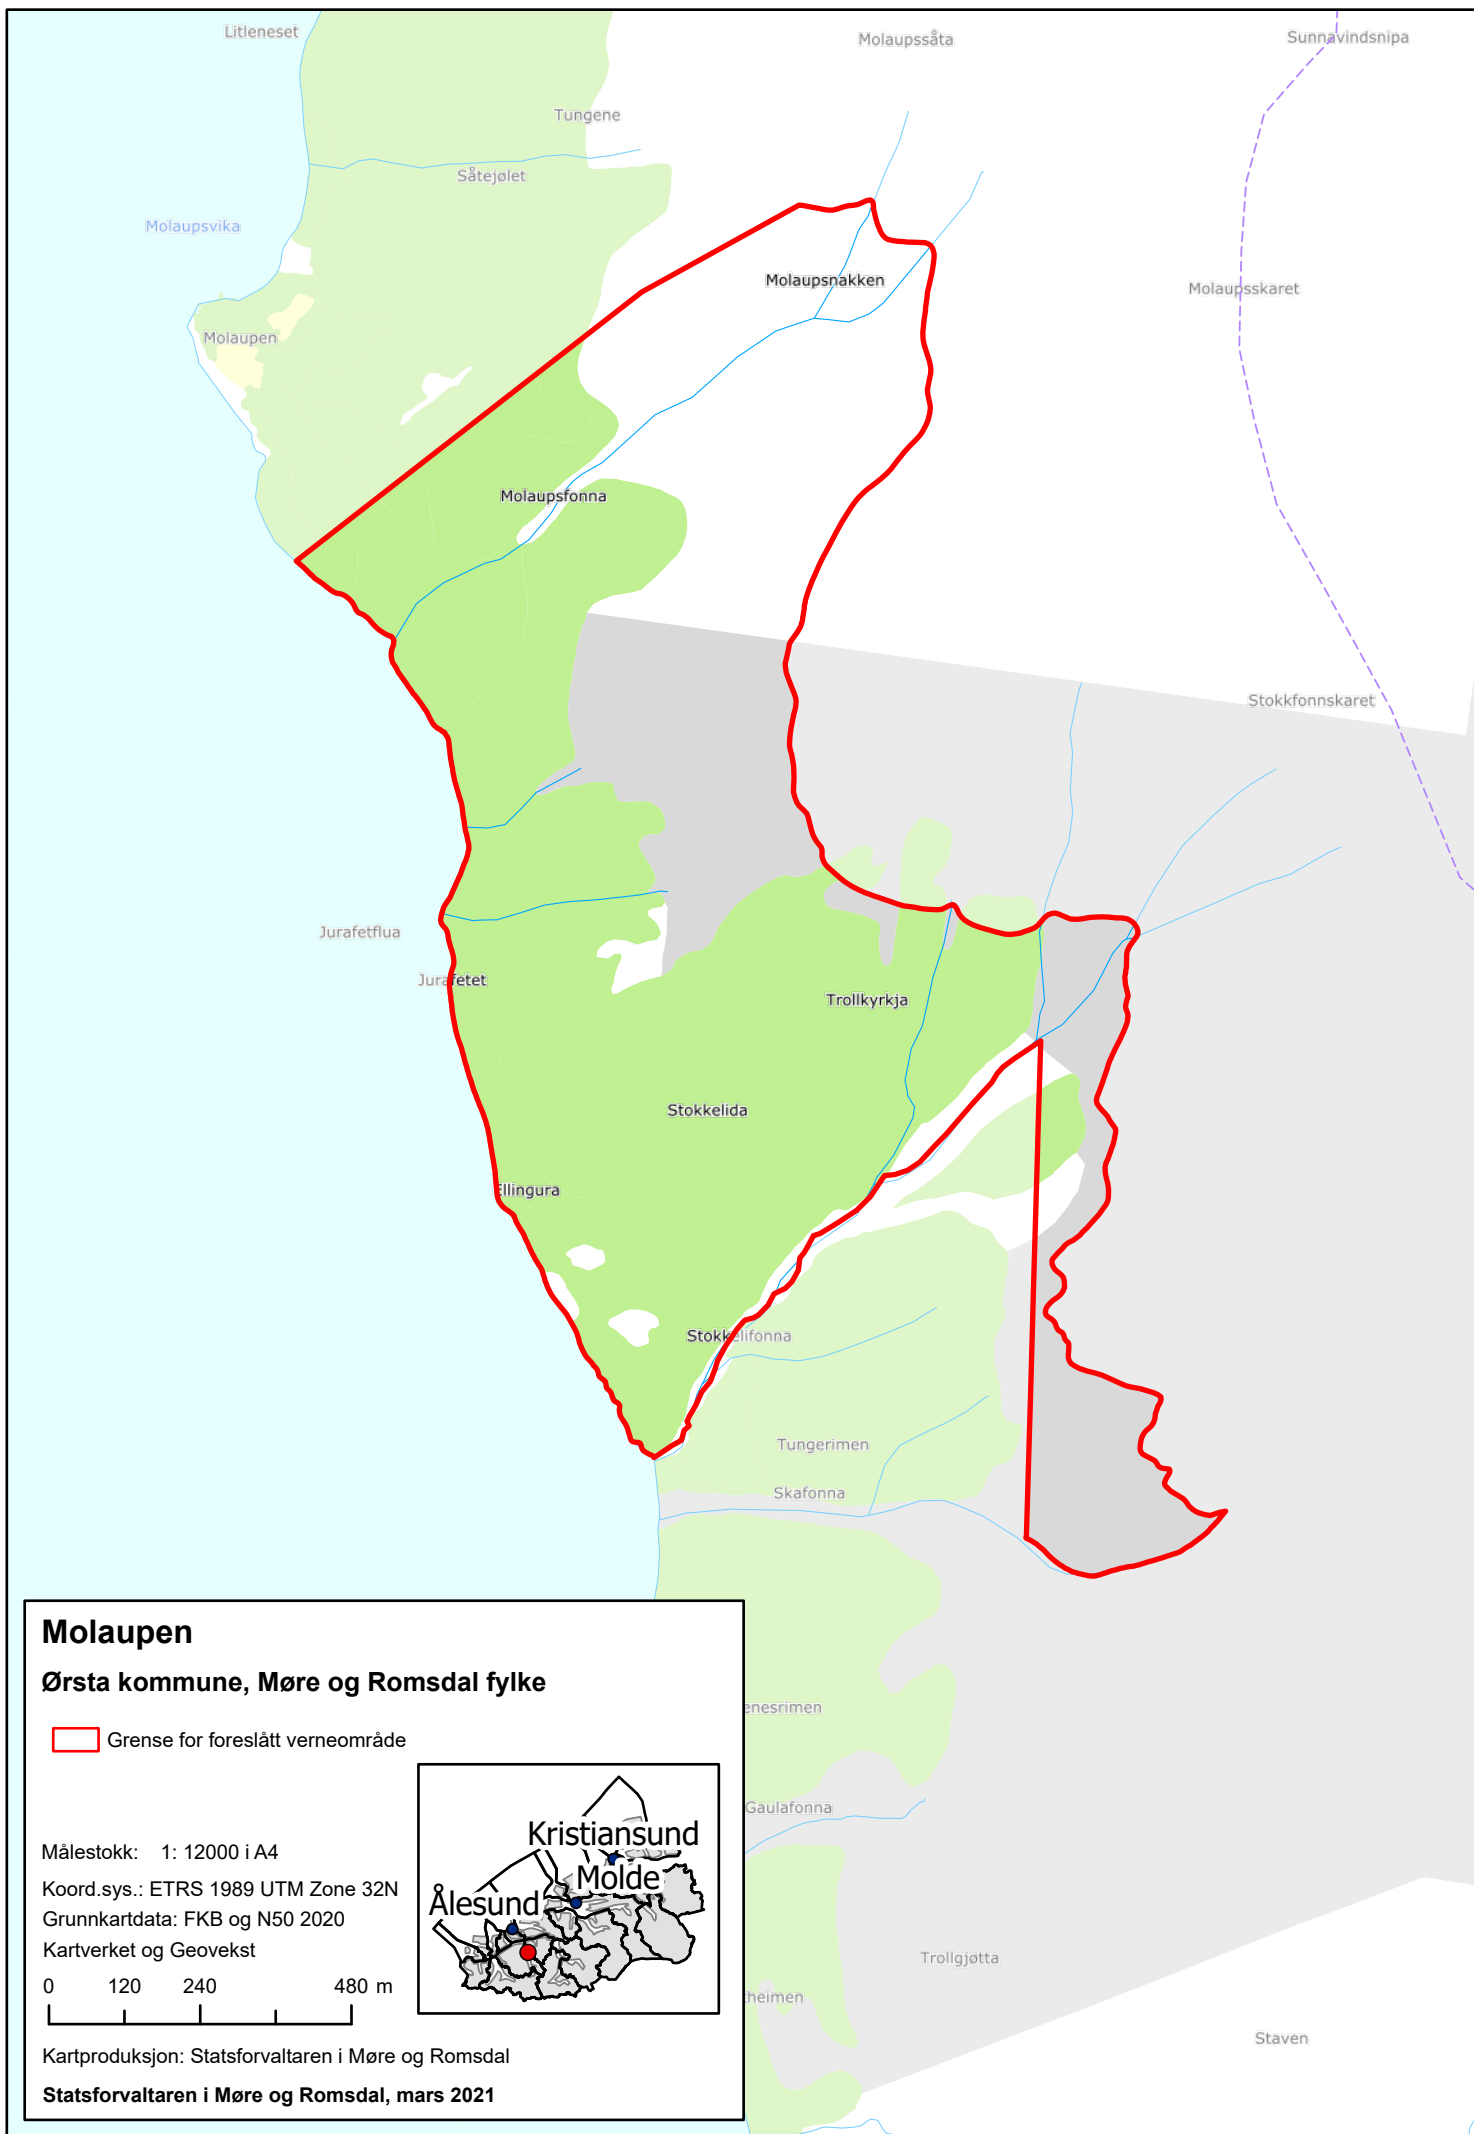 Litleneset
Molaupssåta
Sunnavindsnipa
Tungene
Såtejølet
Molaupsvika
Molaupsnakken
Molaupsskaret
Molaupen
Molaupsfonna
Stokkfonnskaret
Jurafetflua
Jurafetet
Trollkyrkja
Stokkelida
Ellingura
Stokkelifonna
Tungerimen
Skafonna
enesrimen
Gaulafonna
Trollgjøtta
heimen
Staven
Molaupen
Ørsta kommune, Møre og Romsdal fylke
Grense for foreslått verneområde
Målestokk: 1: 12000 i A4
Koord.sys.: ETRS 1989 UTM Zone 32N
Grunnkartdata: FKB og N50 2020
Kartverket og Geovekst
0 120 240 480 m
Kristiansund
Molde
Ålesund
Kartproduksjon: Statsforvaltaren i Møre og Romsdal
Statsforvaltaren i Møre og Romsdal, mars 2021